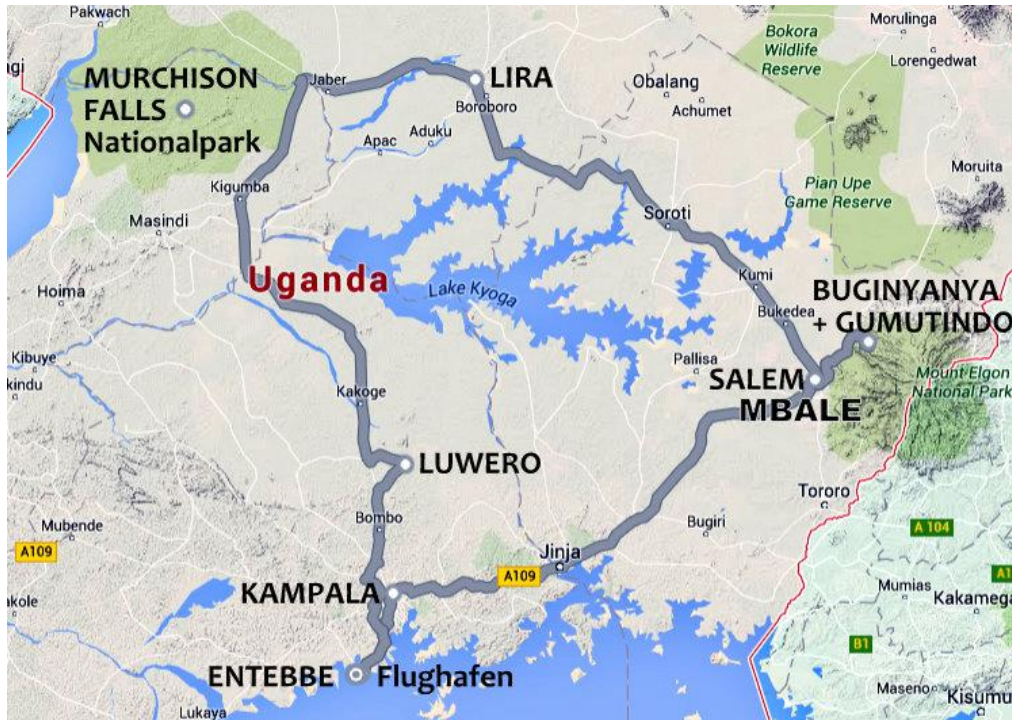 Pakwach
Morulinga
Bokora
Wildlife
Reserve
Lorengedwat
MURCHISON
FALLS
Nationalpark
Jaber
LIRA
Boroboro
Obalang
Achumet
Aduku
Apac
Moruita
Pian Upe
Game Reserve
Kigumba
Masindi
Soroti
Uganda
Lake Kyoga
Kumi
Hoima
BUGINYANYA
+ GUMUTINDO
Bukedea
Kibuye
kindu
Pallisa
SALEM
MBALE
Mount Elgon
National Park
Kakoge
LUWERO
Tororo
Bombo
Bugiri
Mubende
A 104
A109
Jinja
A109
KAMPALA
Mumias
Kakamega
akole
B1
ENTEBBE
Flughafen
Maseno
Kisumu
Lukaya